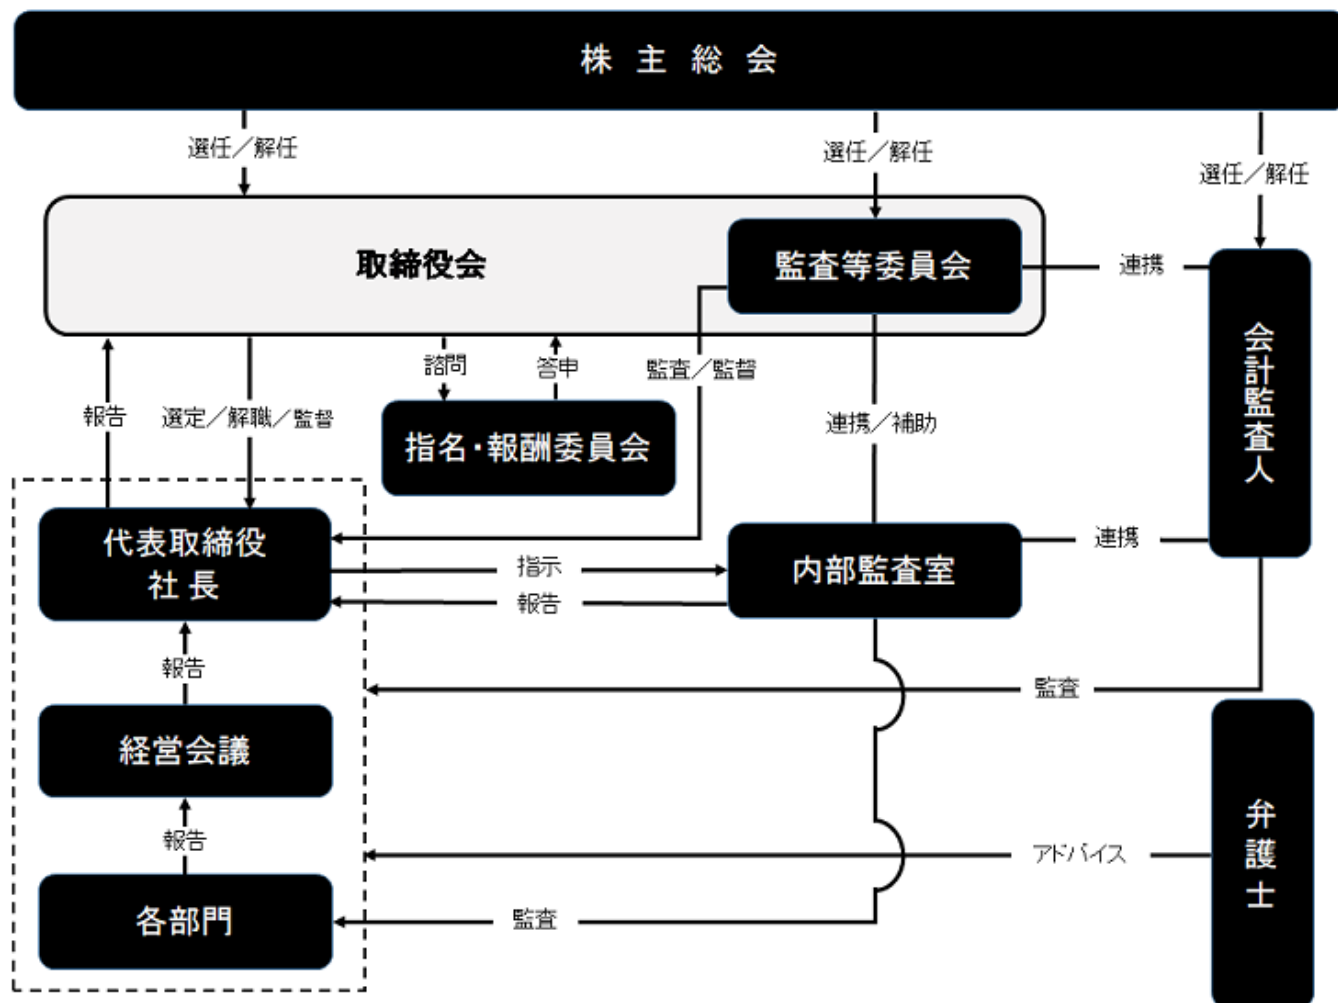 株主総会
選任／解任
選任／解任
選任／解任
取締役会
監査等委員会
連携
会計監査人
報告
選定／解職／監督
諮問
答申
監査／監督
連携／補助
指名・報酬委員会
代表取締役
社長
指示
報告
内部監査室
連携
報告
監査
経営会議
報告
アドバイス
弁護士
各部門
監査